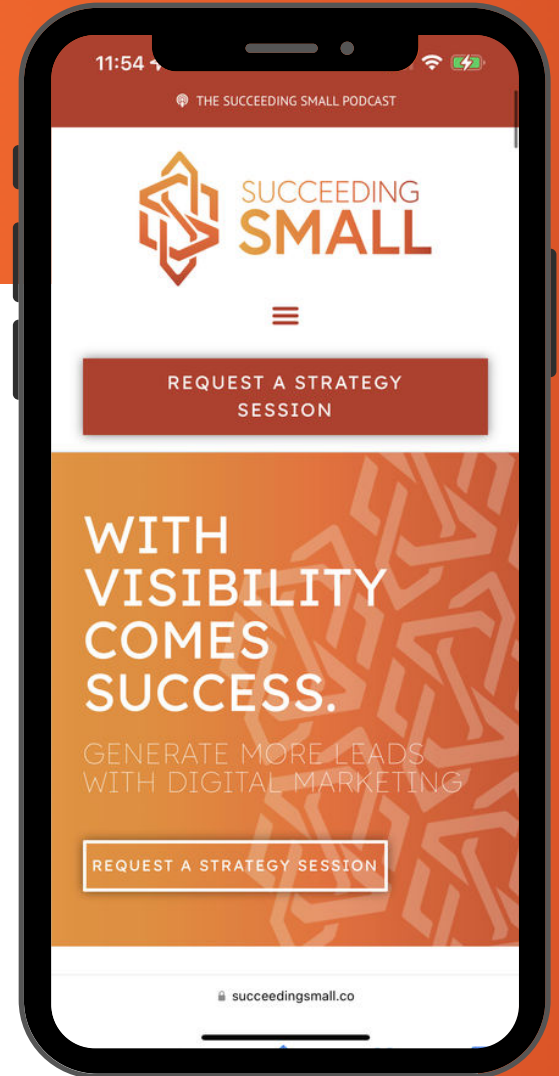 11:54
THE SUCCEEDING SMALL PODCAST
SUCCEEDING
SMALL
REQUEST A STRATEGY
SESSION
WITH
VISIBILITY
COMES
SUCCESS.
GENERATE MORE LEADS
WITH DIGITAL MARKETING
REQUEST A STRATEGY SESSION
succeedingsmall.co